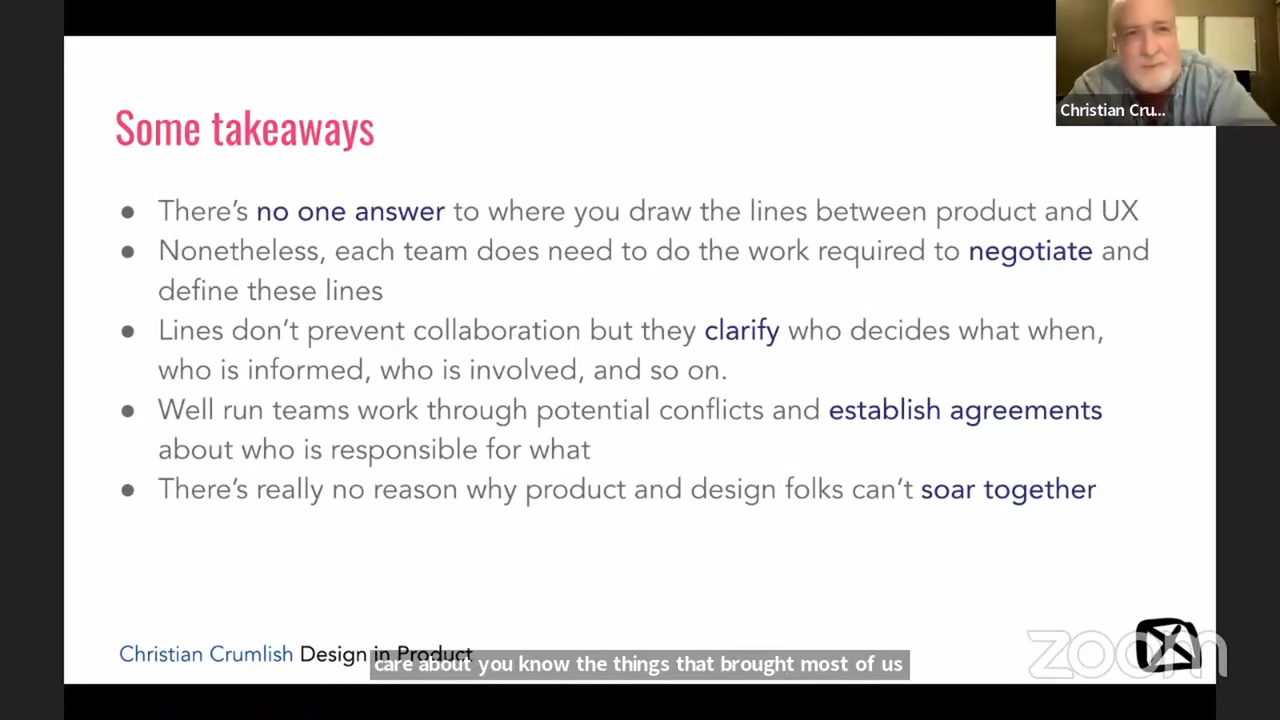 Christian Cru...
Some takeaways
● There's no one answer to where you draw the lines between product and UX
● Nonetheless, each team does need to do the work required to negotiate and
define these lines
● Lines don't prevent collaboration but they clarify who decides what when,
who is informed, who is involved, and so on.
● Well run teams work through potential conflicts and establish agreements
about who is responsible for what
● There's really no reason why product and design folks can't soar together
Christian Crumlish Design in Product
care about you know the things that brought most of us
zoom